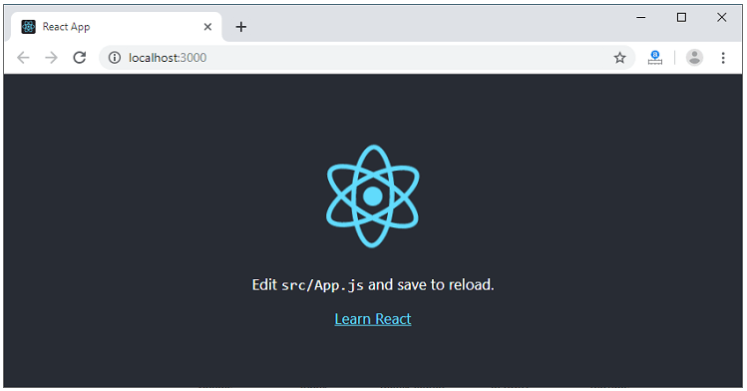 React App
localhost:3000
Edit src/App.js and save to reload.
Learn React